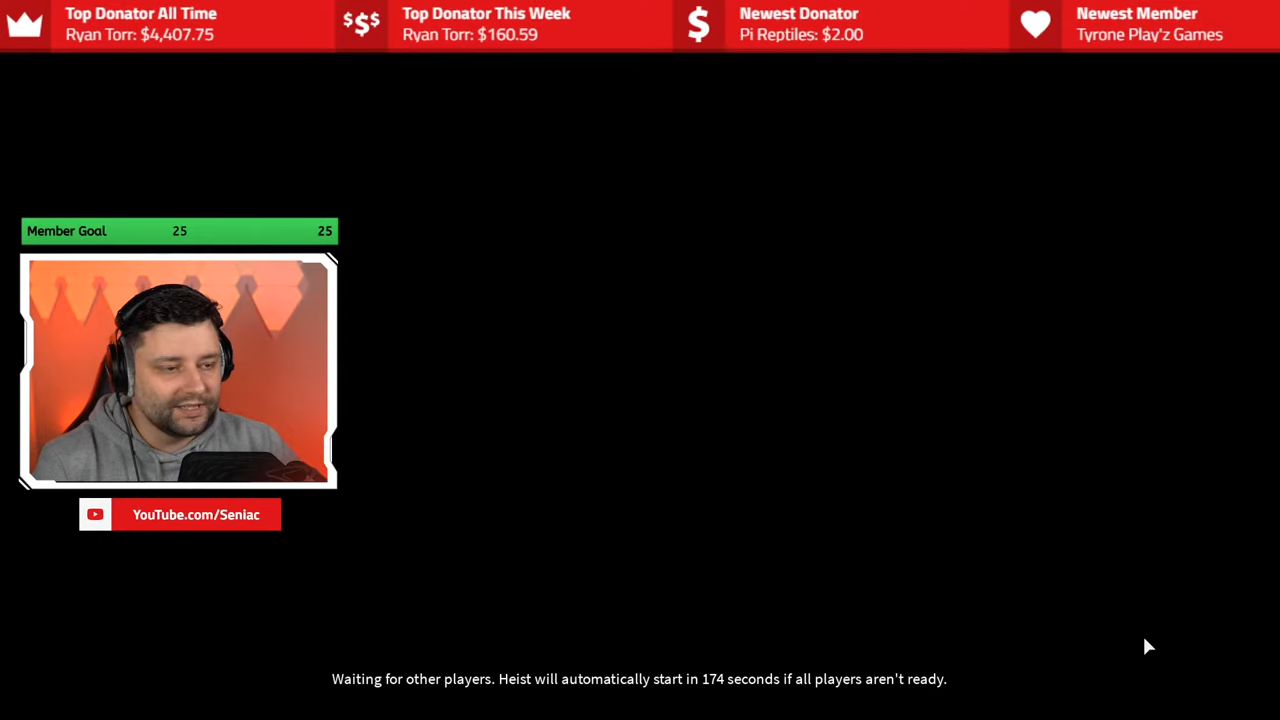 Top Donator All Time
Ryan Torr: $4,407.75
$$$
Top Donator This Week
Ryan Torr: $160.59
$
Newest Donator
Pi Reptiles: $2.00
Newest Member
Tyrone Play'z Games
Member Goal 25 25
YouTube.com/Seniac
Waiting for other players. Heist will automatically start in 174 seconds if all players aren't ready.